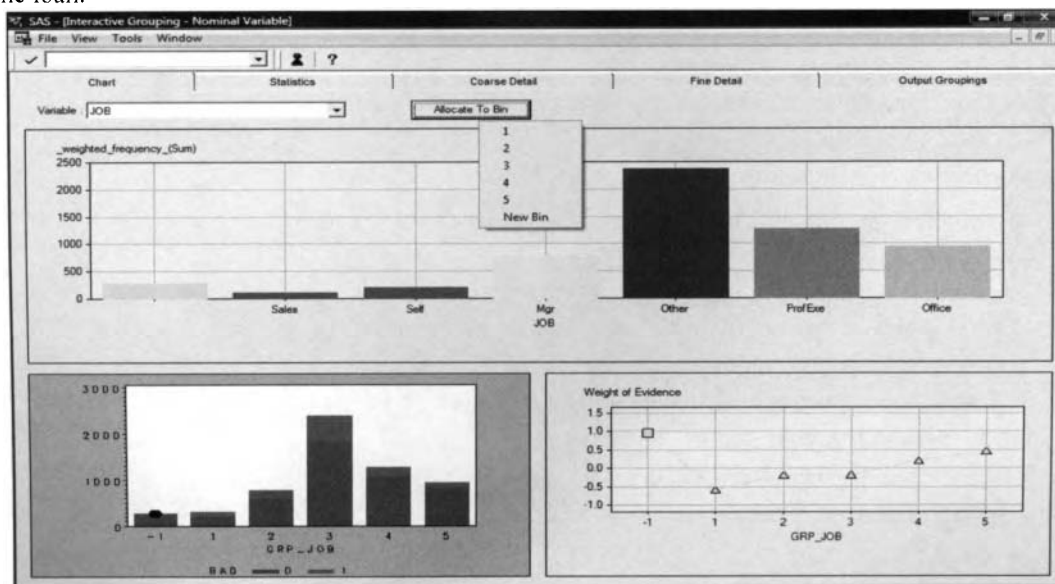 the loan.
SAS - [Interactive Grouping - Nominal Variable]
File View Tools Window
?
Chart Statistics Coarse Detail Fine Detail Output Groupings
Variable: JOB Allocate To Bin
1
2
3
4
5
New Bin
_weighted_frequency_(Sum)
2500
2000
1500
1000
500
0
Sales Self Mgr Other ProfExe Office
JOB
3000
2000
1000
0
-1 1 2 3 4 5
GRP_JOB
BAD 0 1
Weight of Evidence
1.5
1.0
0.5
0.0
-0.5
-1.0
-1 1 2 3 4 5
GRP_JOB